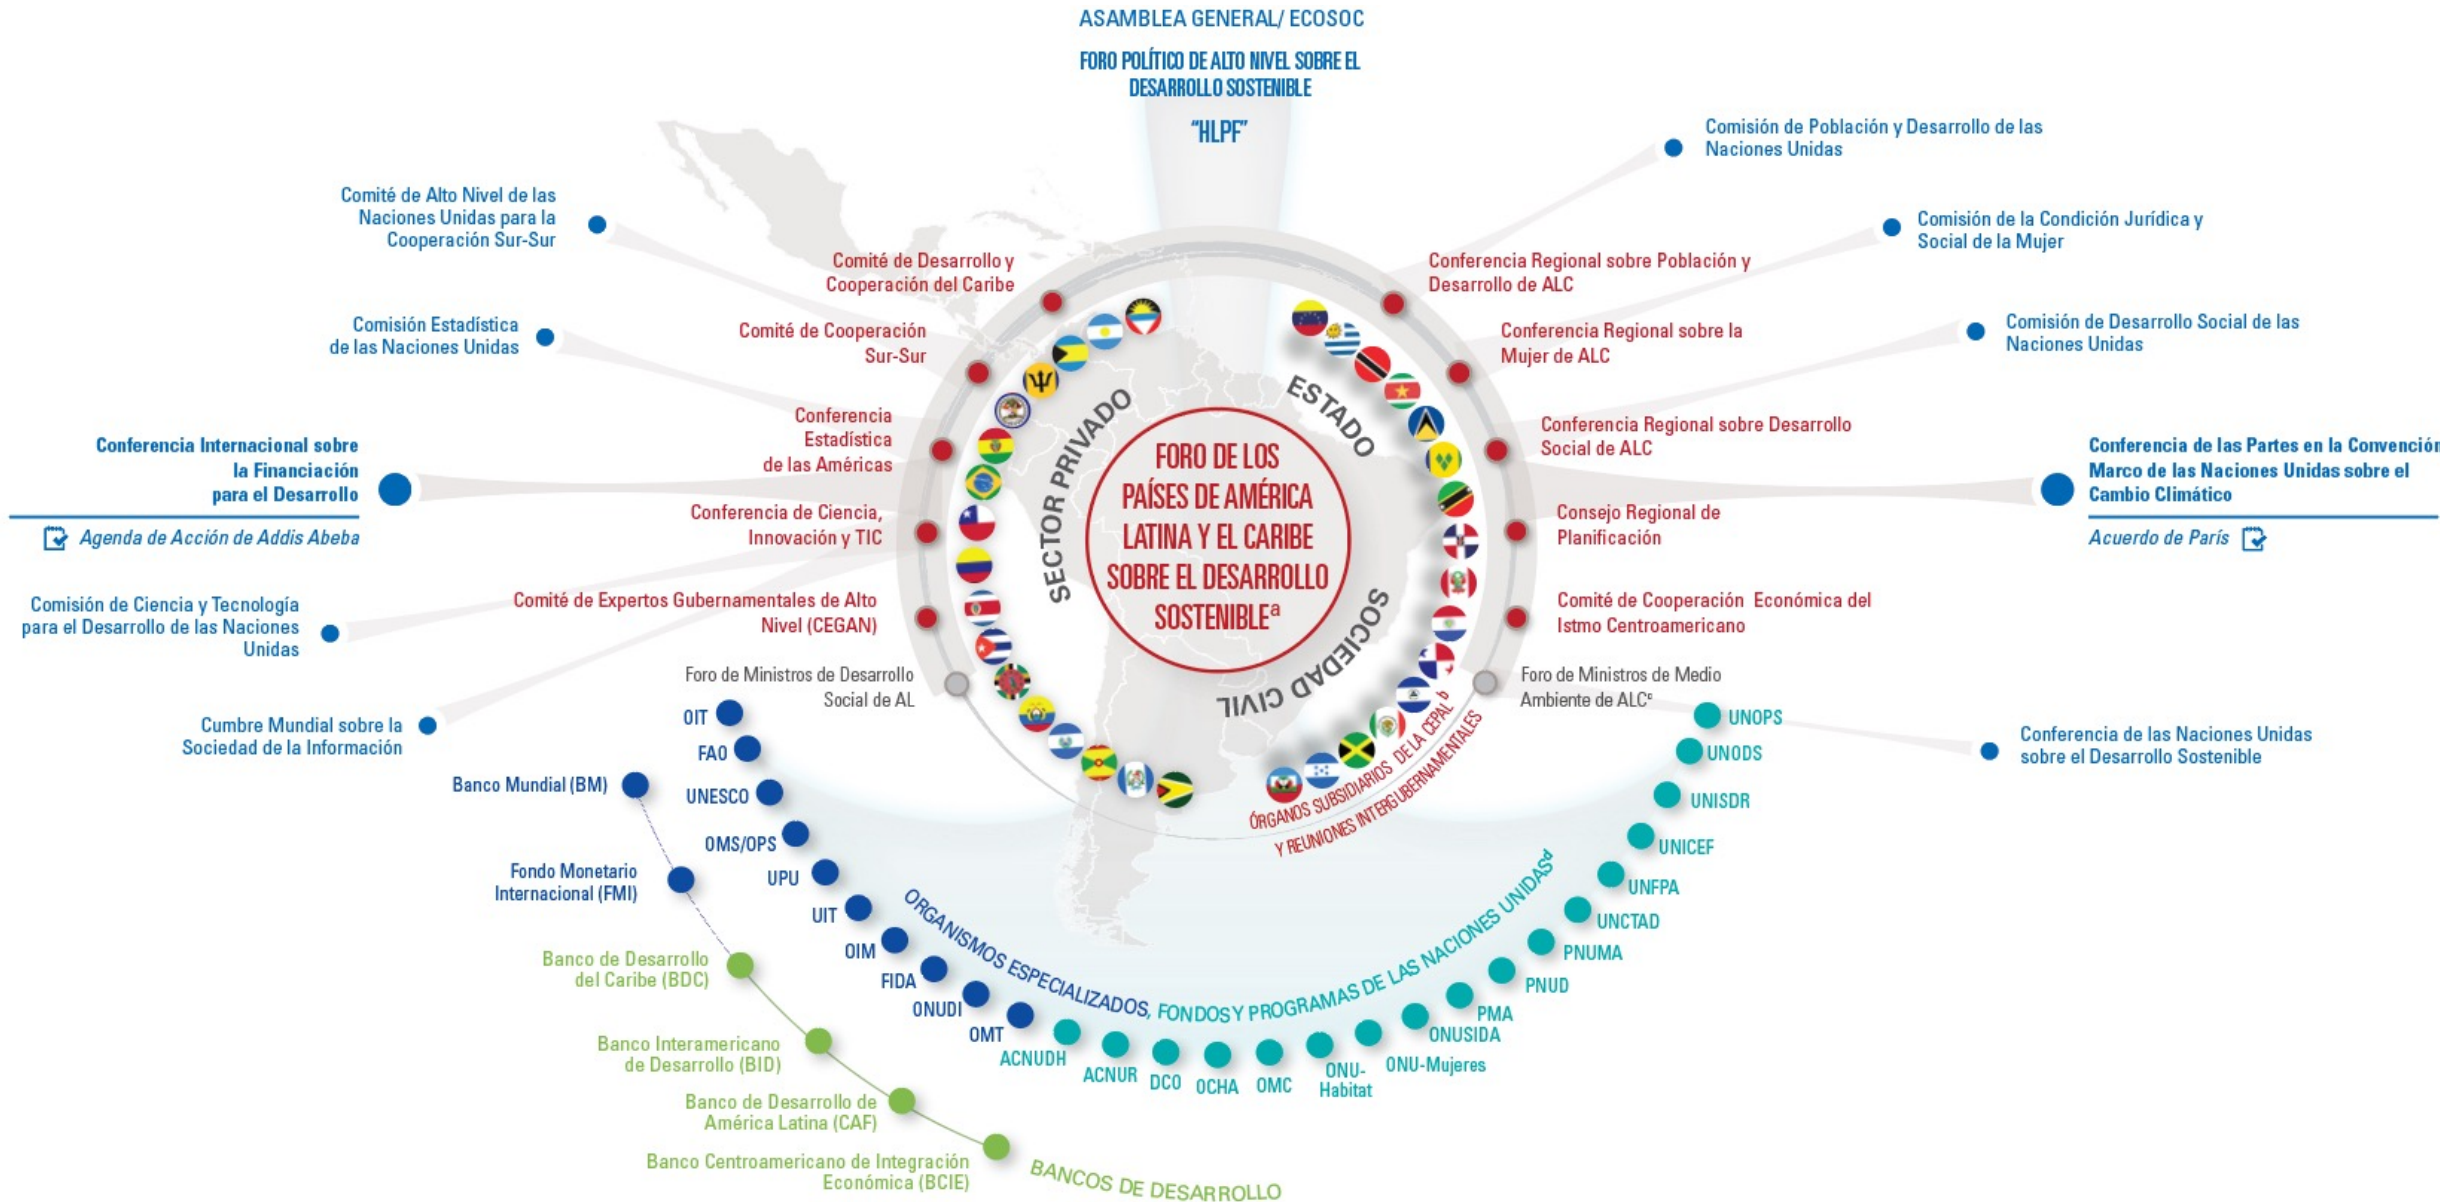 ASAMBLEA GENERAL/ ECOSOC
FORO POLÍTICO DE ALTO NIVEL SOBRE EL
DESARROLLO SOSTENIBLE
“HLPF”
Comité de Alto Nivel de las
Naciones Unidas para la
Cooperación Sur-Sur
Comisión Estadística
de las Naciones Unidas
Conferencia Internacional sobre
la Financiación
para el Desarrollo
Agenda de Acción de Addis Abeba
Comisión de Ciencia y Tecnología
para el Desarrollo de las Naciones
Unidas
Cumbre Mundial sobre la
Sociedad de la Información
Comité de Desarrollo y
Cooperación del Caribe
Comité de Cooperación
Sur-Sur
Conferencia
Estadística
de las Américas
Conferencia de Ciencia,
Innovación y TIC
Comité de Expertos Gubernamentales de Alto
Nivel (CEGAN)
Foro de Ministros de Desarrollo
Social de AL
SECTOR PRIVADO
ESTADO
SOCIEDAD CIVIL
FORO DE LOS
PAÍSES DE AMÉRICA
LATINA Y EL CARIBE
SOBRE EL DESARROLLO
SOSTENIBLEª
Conferencia Regional sobre Población y
Desarrollo de ALC
Conferencia Regional sobre la
Mujer de ALC
Conferencia Regional sobre Desarrollo
Social de ALC
Consejo Regional de
Planificación
Comité de Cooperación Económica del
Istmo Centroamericano
Foro de Ministros de Medio
Ambiente de ALCᶜ
ÓRGANOS SUBSIDIARIOS DE LA CEPAL ᵇ
Y REUNIONES INTERGUBERNAMENTALES
Comisión de Población y Desarrollo de las
Naciones Unidas
Comisión de la Condición Jurídica y
Social de la Mujer
Comisión de Desarrollo Social de las
Naciones Unidas
Conferencia de las Partes en la Convención
Marco de las Naciones Unidas sobre el
Cambio Climático
Acuerdo de París
Conferencia de las Naciones Unidas
sobre el Desarrollo Sostenible
OIT
FAO
UNESCO
OMS/OPS
UPU
UIT
OIM
FIDA
ONUDI
OMT
ACNUDH
ACNUR
DCO
OCHA
OMC
ONU-
Habitat
ONU-Mujeres
ONUSIDA
PMA
PNUD
PNUMA
UNCTAD
UNFPA
UNICEF
UNISDR
UNODS
UNOPS
ORGANISMOS ESPECIALIZADOS, FONDOS Y PROGRAMAS DE LAS NACIONES UNIDASᵈ
Banco Mundial (BM)
Fondo Monetario
Internacional (FMI)
Banco de Desarrollo
del Caribe (BDC)
Banco Interamericano
de Desarrollo (BID)
Banco de Desarrollo de
América Latina (CAF)
Banco Centroamericano de Integración
Económica (BCIE)
BANCOS DE DESARROLLO